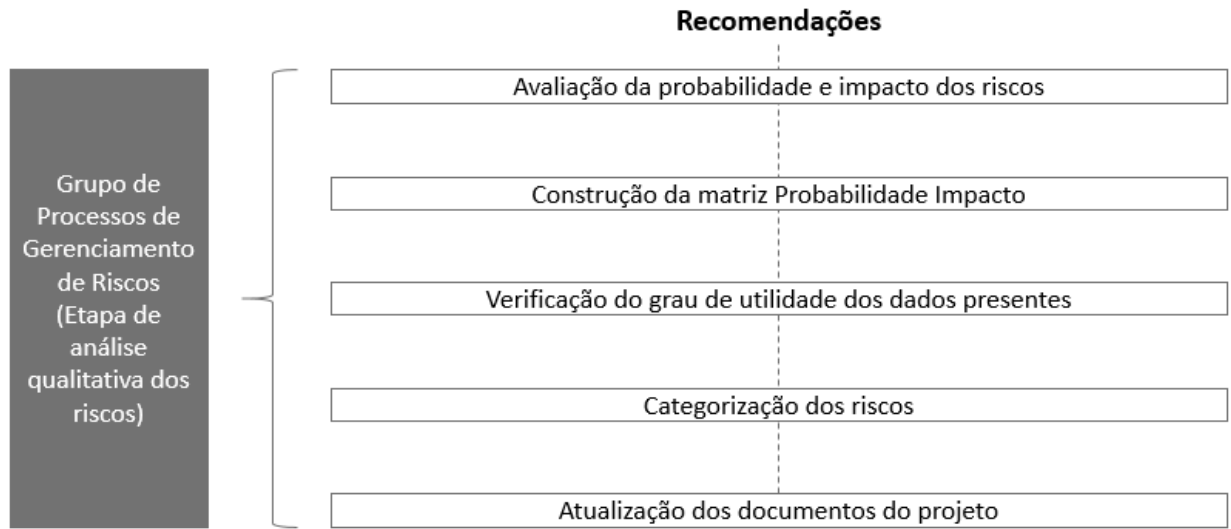 Recomendações
Grupo de
Processos de
Gerenciamento
de Riscos
(Etapa de
análise
qualitativa dos
riscos)
Avaliação da probabilidade e impacto dos riscos
Construção da matriz Probabilidade Impacto
Verificação do grau de utilidade dos dados presentes
Categorização dos riscos
Atualização dos documentos do projeto